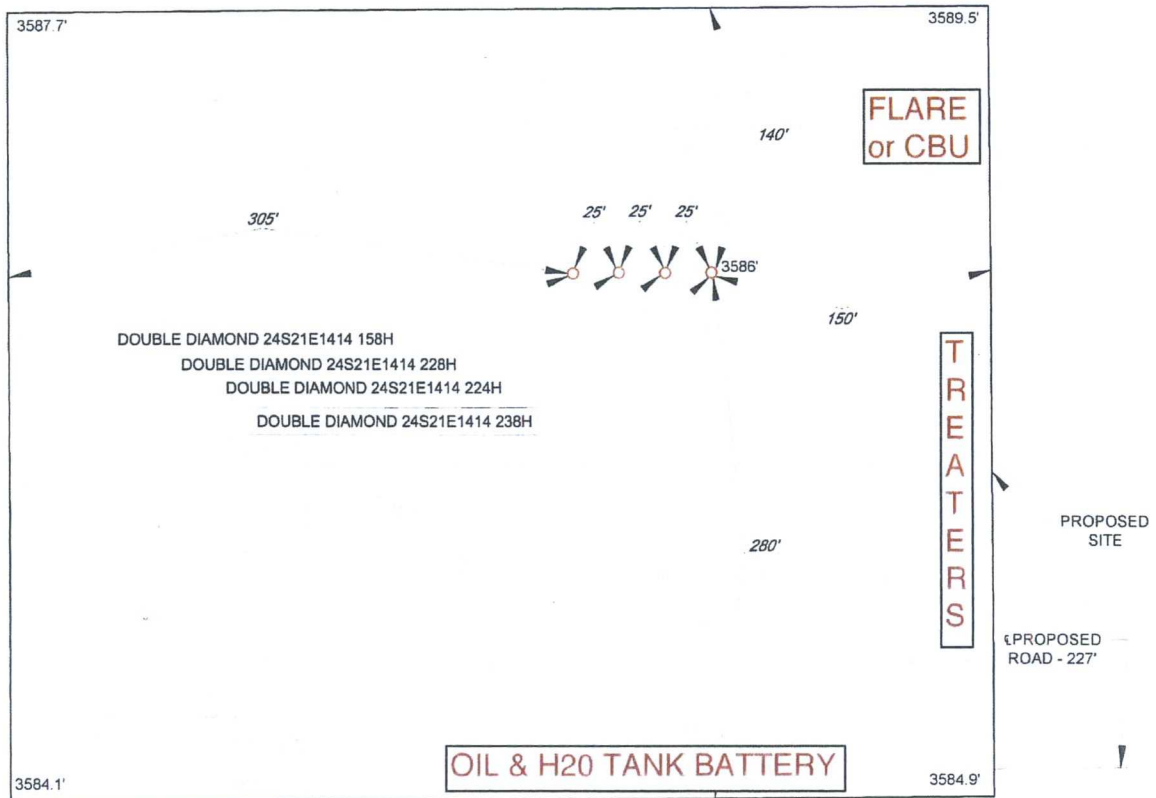 3587.7'
3589.5'
FLARE
or CBU
140'
305'
25' 25' 25'
3586'
150'
DOUBLE DIAMOND 24S21E1414 158H
DOUBLE DIAMOND 24S21E1414 228H
DOUBLE DIAMOND 24S21E1414 224H
DOUBLE DIAMOND 24S21E1414 238H
TREATERS
280'
PROPOSED
SITE
℄PROPOSED
ROAD - 227'
OIL & H20 TANK BATTERY
3584.1'
3584.9'